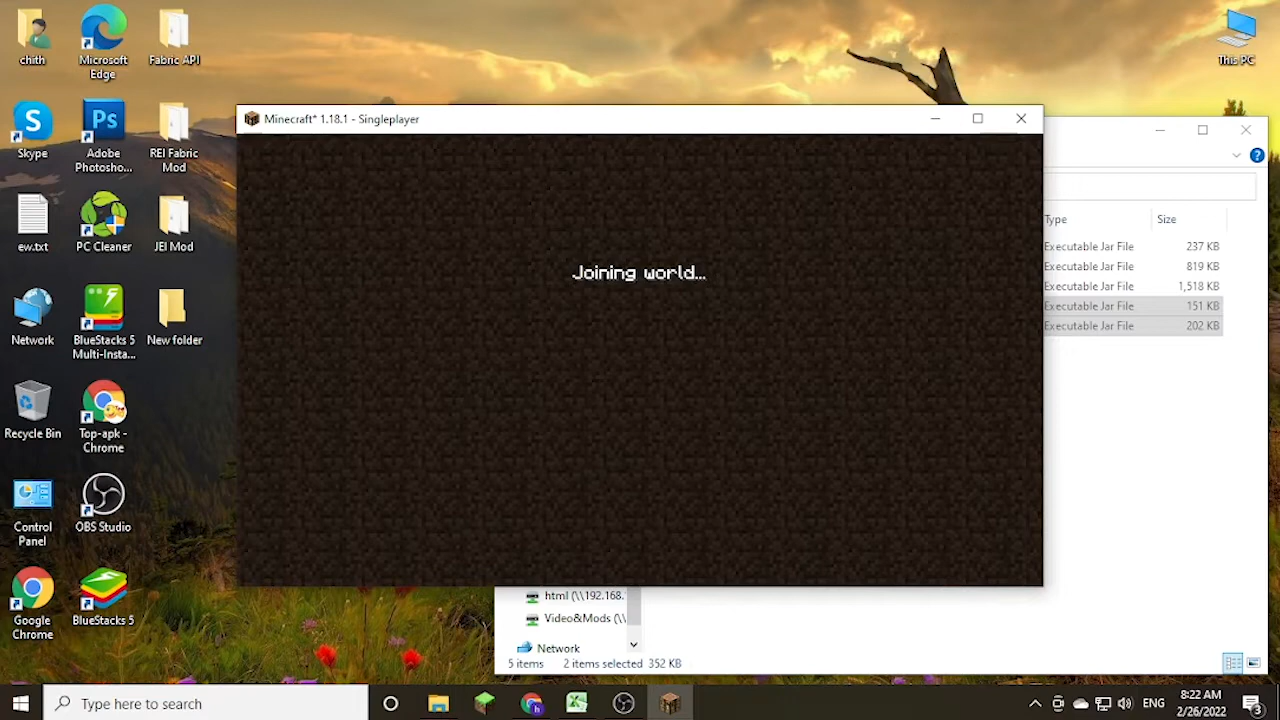 chith
Microsoft
Edge
Fabric API
This PC
Skype
Ps
Adobe
Photosho...
REI Fabric
Mod
ew.txt
PC Cleaner
JEI Mod
Network
BlueStacks 5
Multi-Insta...
New folder
Recycle Bin
Top-apk -
Chrome
Control
Panel
OBS Studio
Google
Chrome
BlueStacks 5
Minecraft* 1.18.1 - Singleplayer
Joining world...
Type Size
Executable Jar File 237 KB
Executable Jar File 819 KB
Executable Jar File 1,518 KB
Executable Jar File 151 KB
Executable Jar File 202 KB
html (\\192.168.
Video&Mods (\\
Network
5 items 2 items selected 352 KB
Type here to search
ENG
8:22 AM
2/26/2022
3